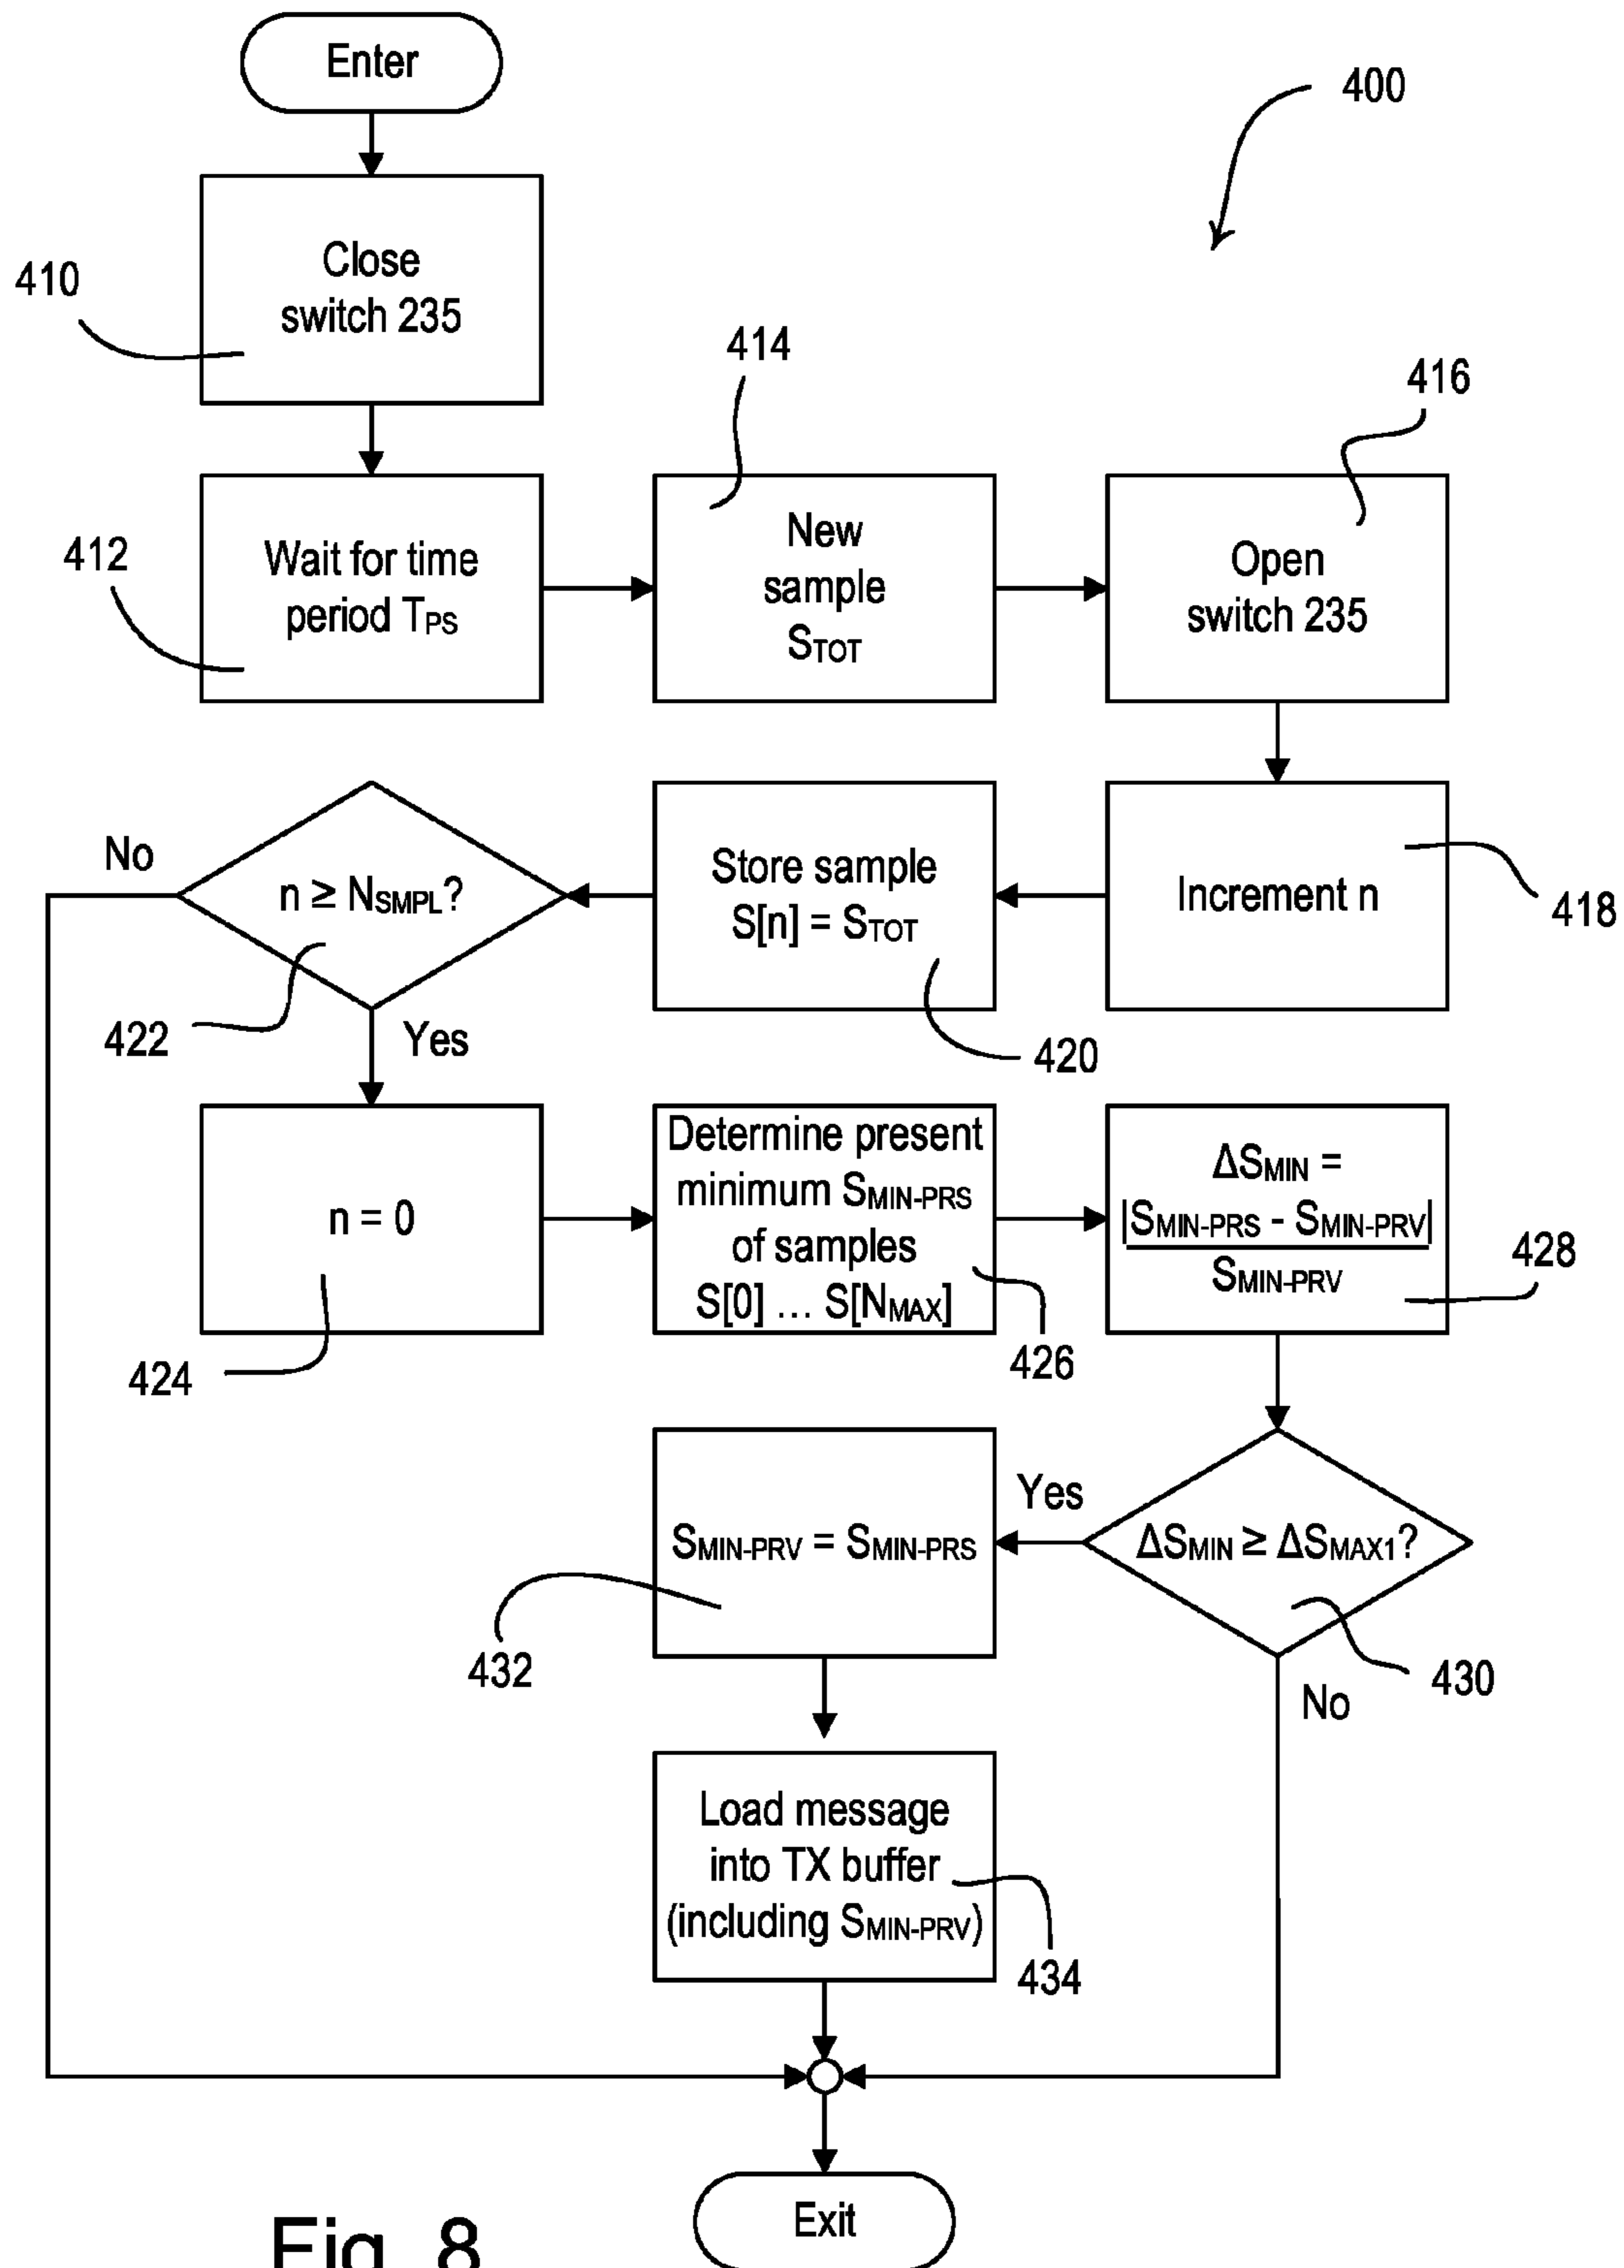 Enter
400
Close
switch 235
410
414
416
412
Wait for time
period TPS
New
sample
STOT
Open
switch 235
No
n ≥ NSMPL?
Store sample
S[n] = STOT
Increment n
418
422
Yes
420
n = 0
Determine present
minimum SMIN-PRS
of samples
S[0] ... S[NMAX]
ΔSMIN =
|SMIN-PRS - SMIN-PRV|
SMIN-PRV
428
424
426
SMIN-PRV = SMIN-PRS
Yes
ΔSMIN ≥ ΔSMAX1?
432
430
No
Load message
into TX buffer
(including SMIN-PRV)
434
Exit
Fig. 8